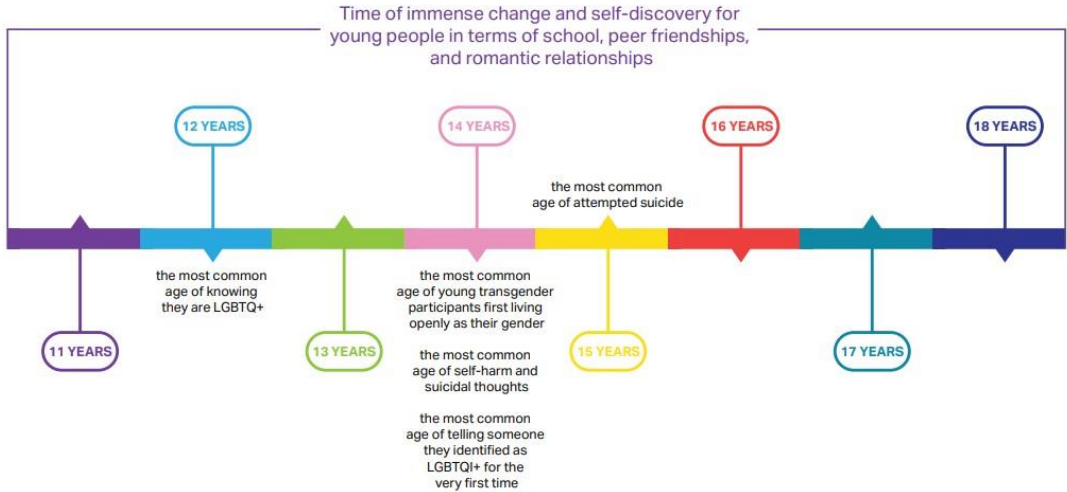 Time of immense change and self-discovery for
young people in terms of school, peer friendships,
and romantic relationships
12 YEARS
14 YEARS
16 YEARS
18 YEARS
the most common
age of attempted suicide
the most common
age of knowing
they are LGBTQ+
the most common
age of young transgender
participants first living
openly as their gender
the most common
age of self-harm and
suicidal thoughts
the most common
age of telling someone
they identified as
LGBTQI+ for the
very first time
11 YEARS
13 YEARS
15 YEARS
17 YEARS